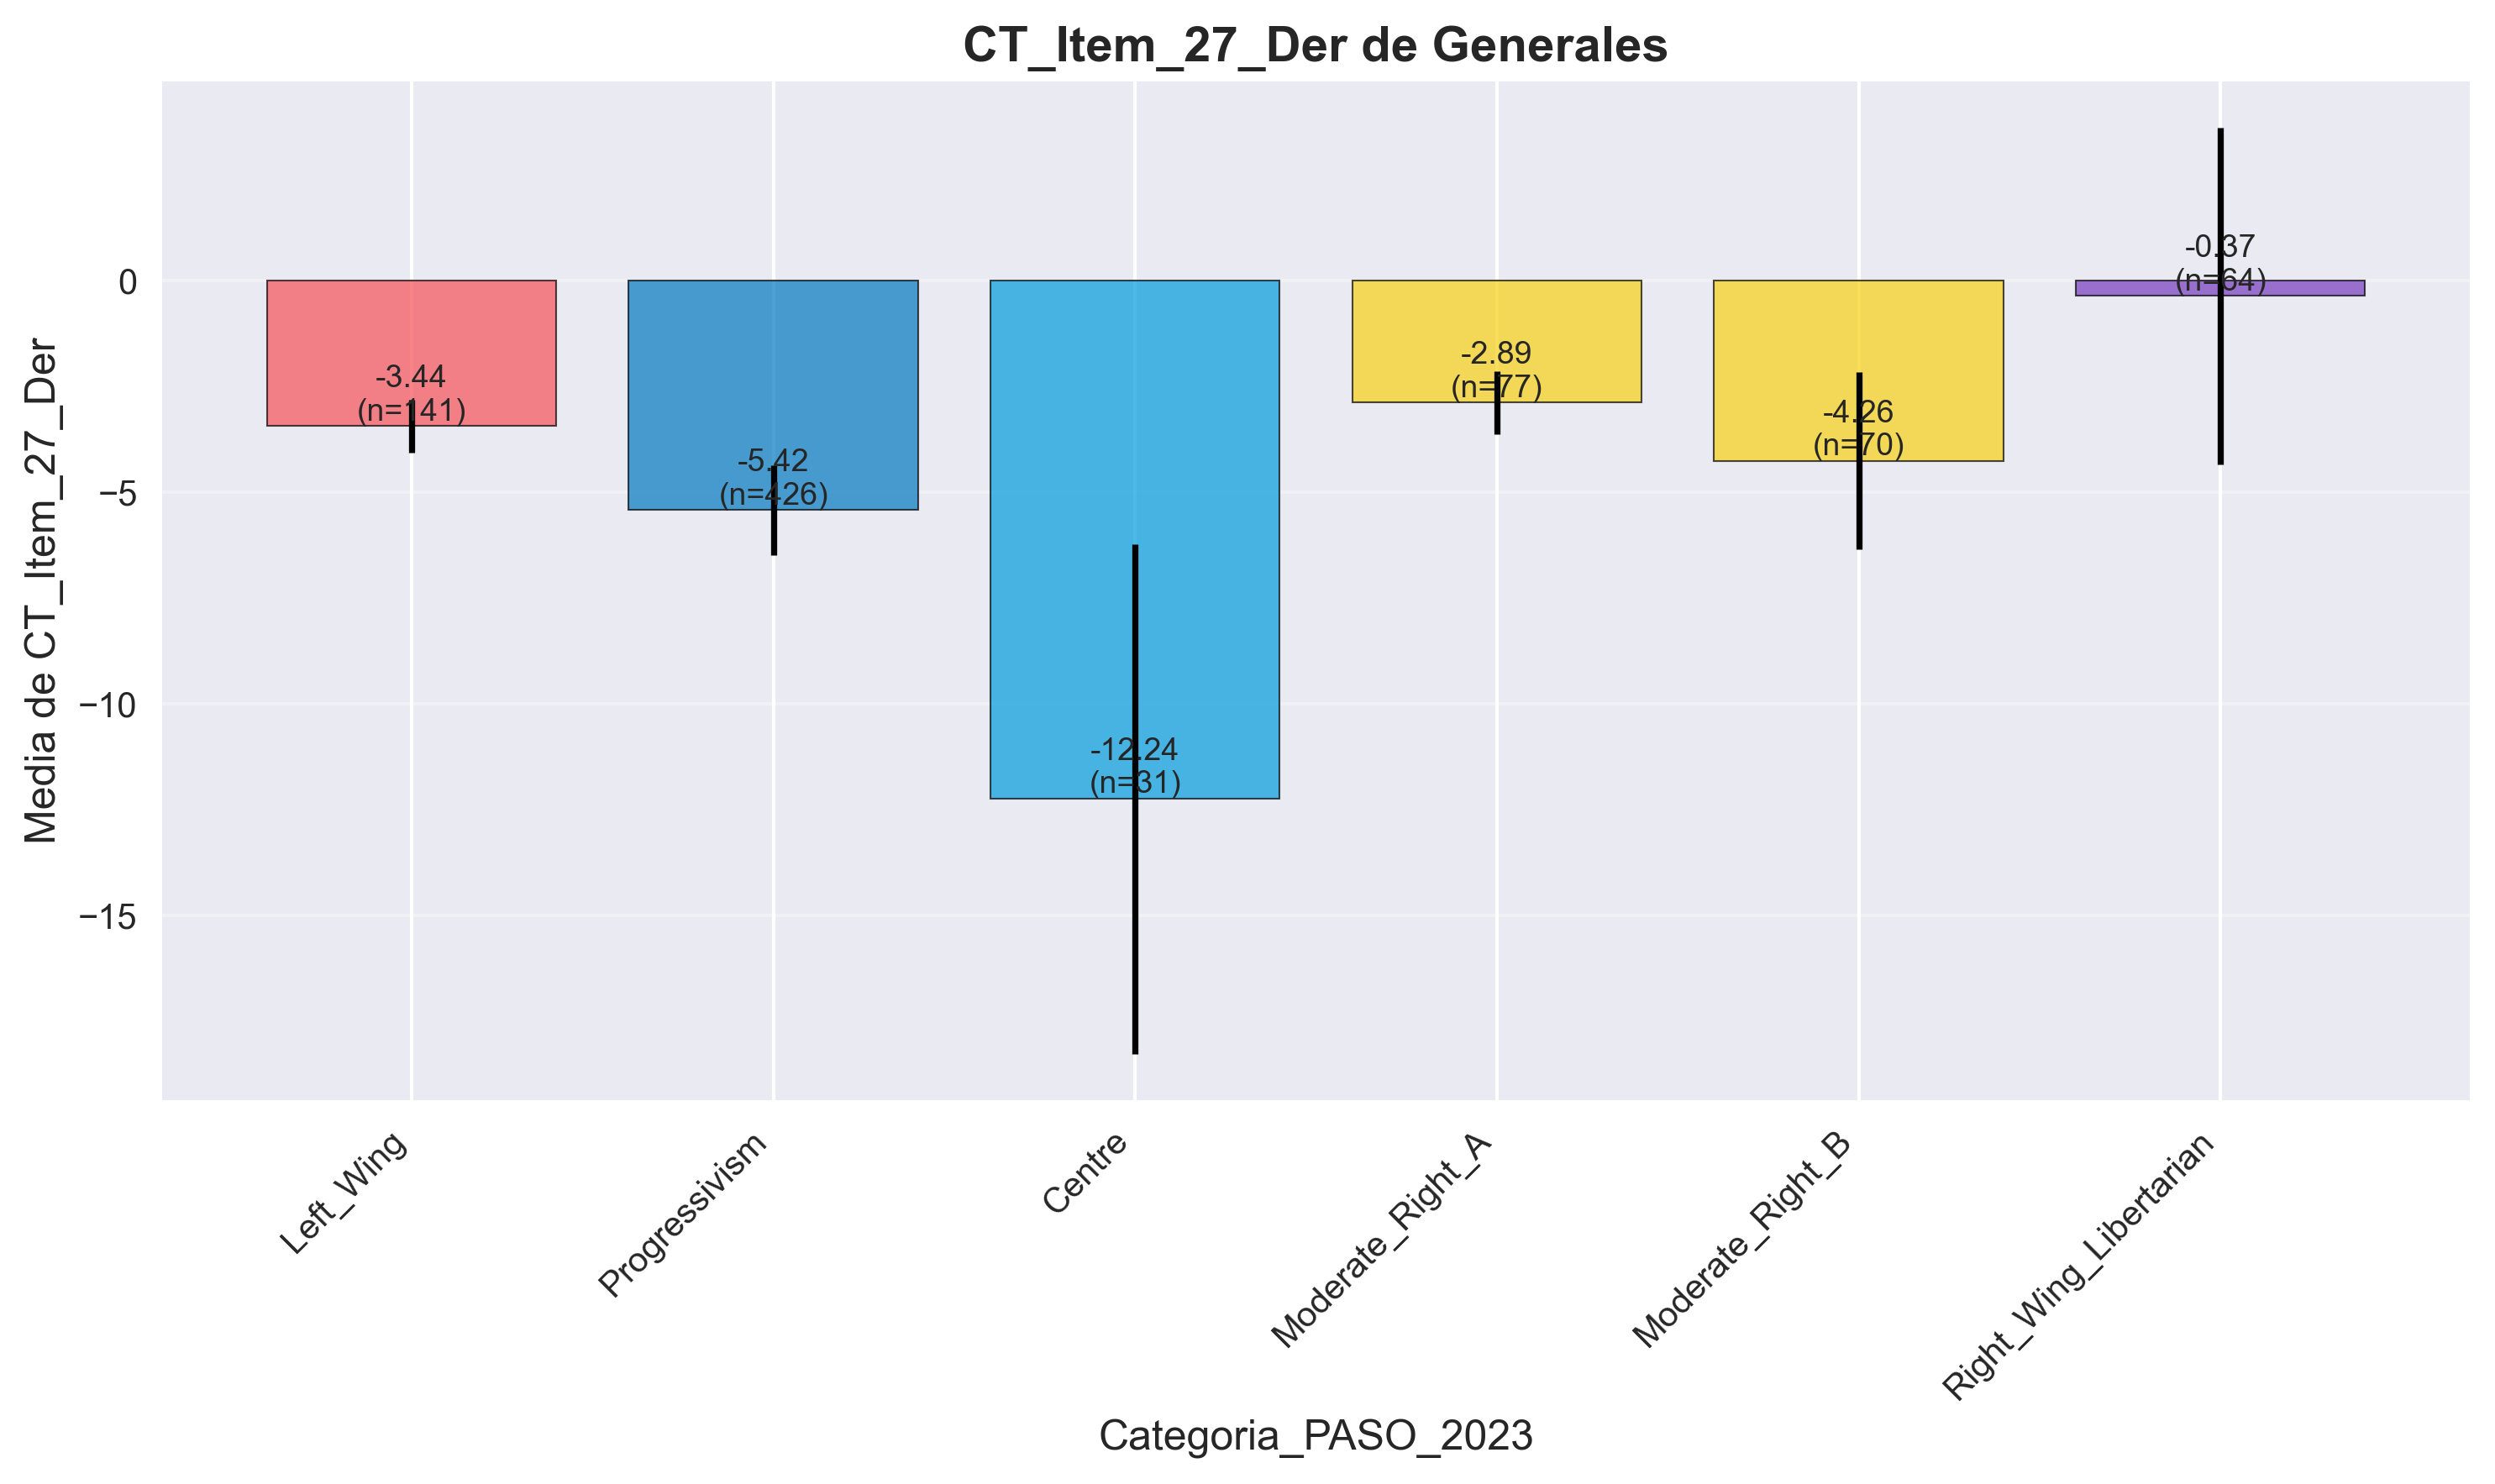 CT_Item_27_Der de Generales
Media de CT_Item_27_Der
0
−5
−10
−15
-3.44
(n=141)
-5.42
(n=426)
-12.24
(n=31)
-2.89
(n=77)
-4.26
(n=70)
-0.37
(n=64)
Left_Wing
Progressivism
Centre
Moderate_Right_A
Moderate_Right_B
Right_Wing_Libertarian
Categoria_PASO_2023